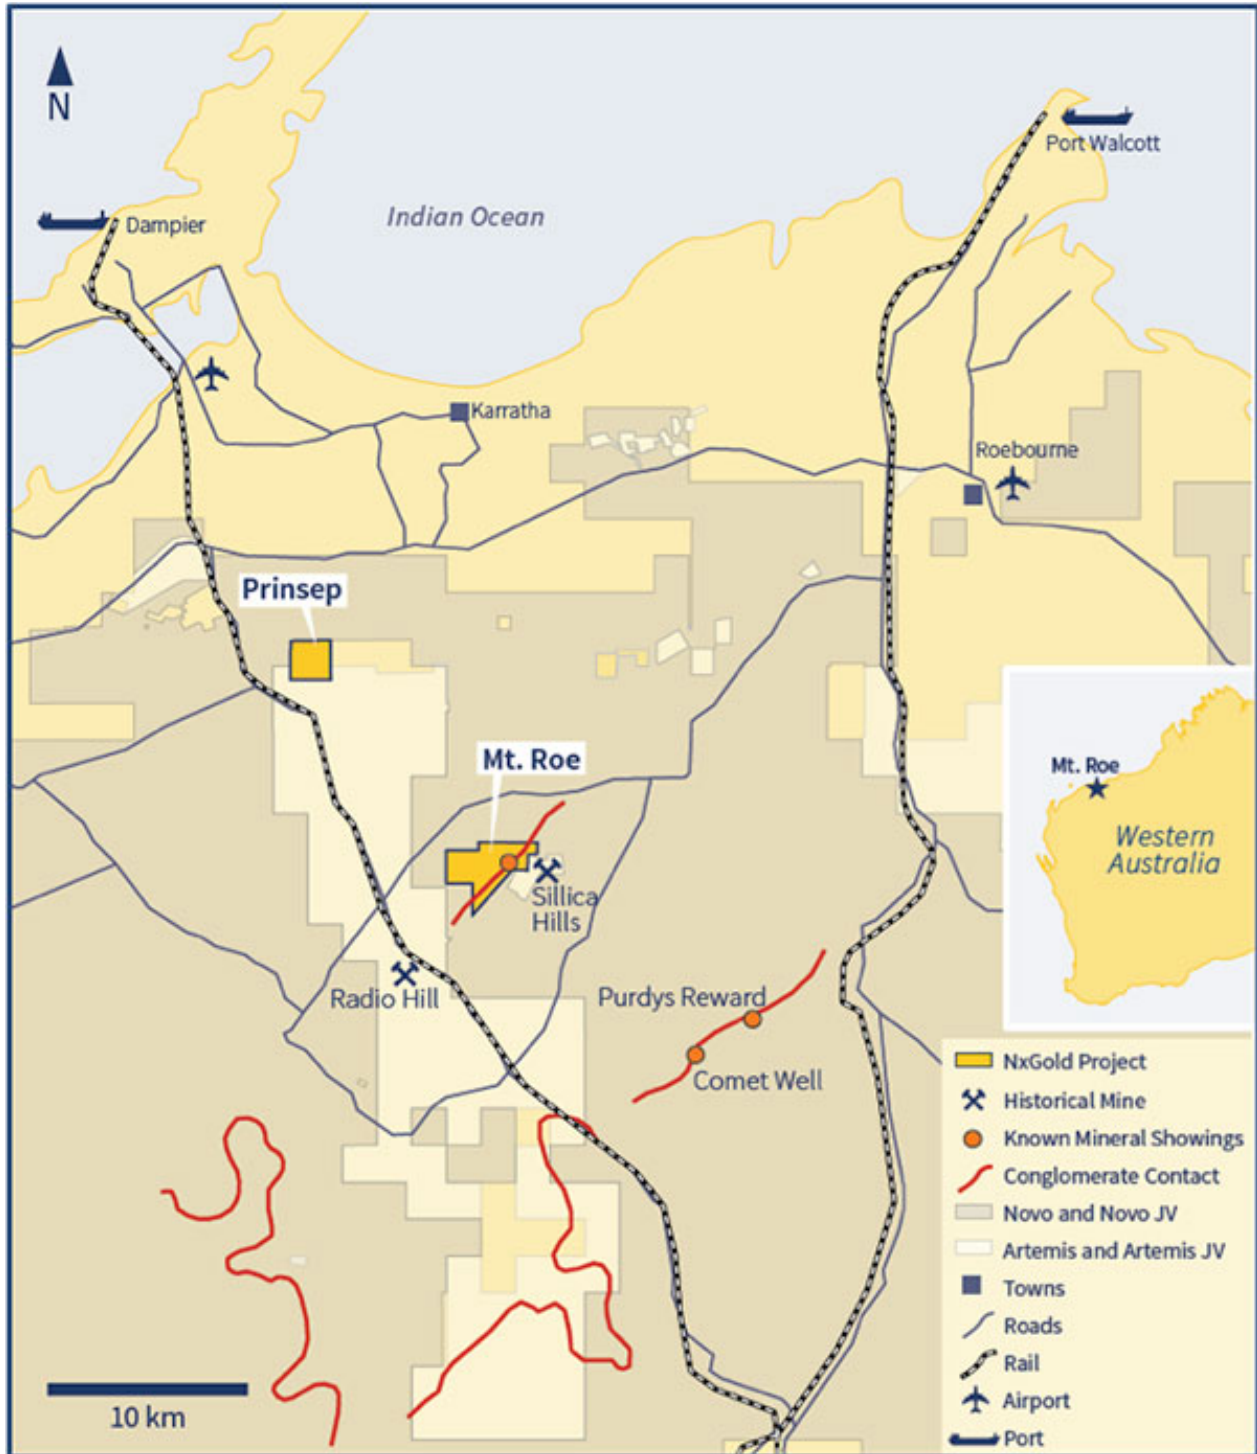 N
Port Walcott
Indian Ocean
Dampier
Karratha
Roebourne
Prinsep
Mt. Roe
Mt. Roe
Western
Australia
Sillica
Hills
Radio Hill
Purdys Reward
Comet Well
NxGold Project
Historical Mine
Known Mineral Showings
Conglomerate Contact
Novo and Novo JV
Artemis and Artemis JV
Towns
Roads
Rail
Airport
Port
10 km